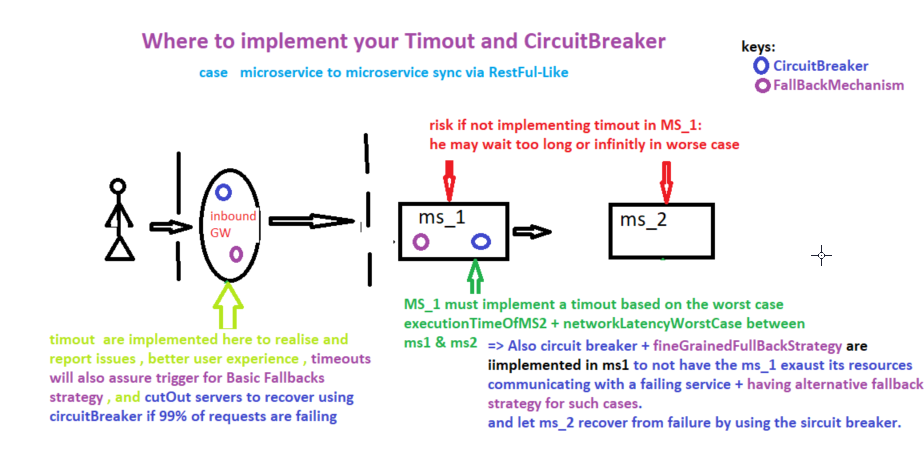 Where to implement your Timout and CircuitBreaker
case microservice to microservice sync via RestFul-Like
keys:
CircuitBreaker
FallBackMechanism
risk if not implementing timout in MS_1:
he may wait too long or infinitly in worse case
inbound
GW
ms_1
ms_2
MS_1 must implement a timout based on the worst case
executionTimeOfMS2 + networkLatencyWorstCase between
ms1 & ms2
=> Also circuit breaker + fineGrainedFullBackStrategy are
iimplemented in ms1 to not have the ms_1 exaust its resources
communicating with a failing service + having alternative fallback
strategy for such cases.
and let ms_2 recover from failure by using the sircuit breaker.
timout are implemented here to realise and
report issues , better user experience , timeouts
will also assure trigger for Basic Fallbacks
strategy , and cutOut servers to recover using
circuitBreaker if 99% of requests are failing